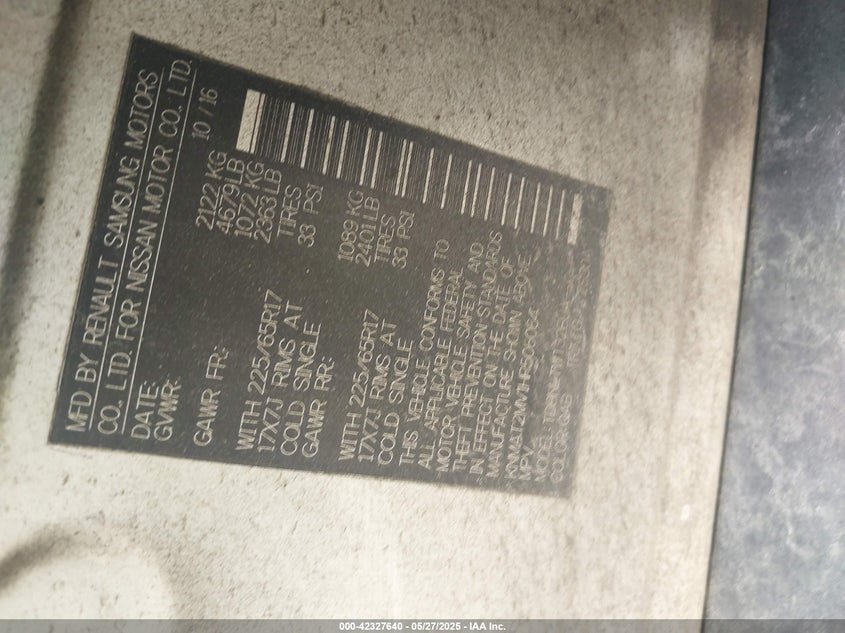 MFD BY RENAULT SAMSUNG MOTORS
CO., LTD. FOR NISSAN MOTOR CO., LTD.
DATE: 10 / 16
GVWR: 2122 KG
4679 LB
GAWR FR.: 1072 KG
2363 LB
WITH 225/65R17 TIRES
17X7J RIMS AT 33 PSI
COLD SINGLE
GAWR RR.: 1089 KG
2401 LB
WITH 225/65R17 TIRES
17X7J RIMS AT 33 PSI
COLD SINGLE
THIS VEHICLE CONFORMS TO
ALL APPLICABLE FEDERAL
MOTOR VEHICLE SAFETY AND
THEFT PREVENTION STANDARDS
IN EFFECT ON THE DATE OF
MANUFACTURE SHOWN ABOVE.
MPV
MODEL:
COLOR:
000-42327640 - 05/27/2025 - IAA Inc.